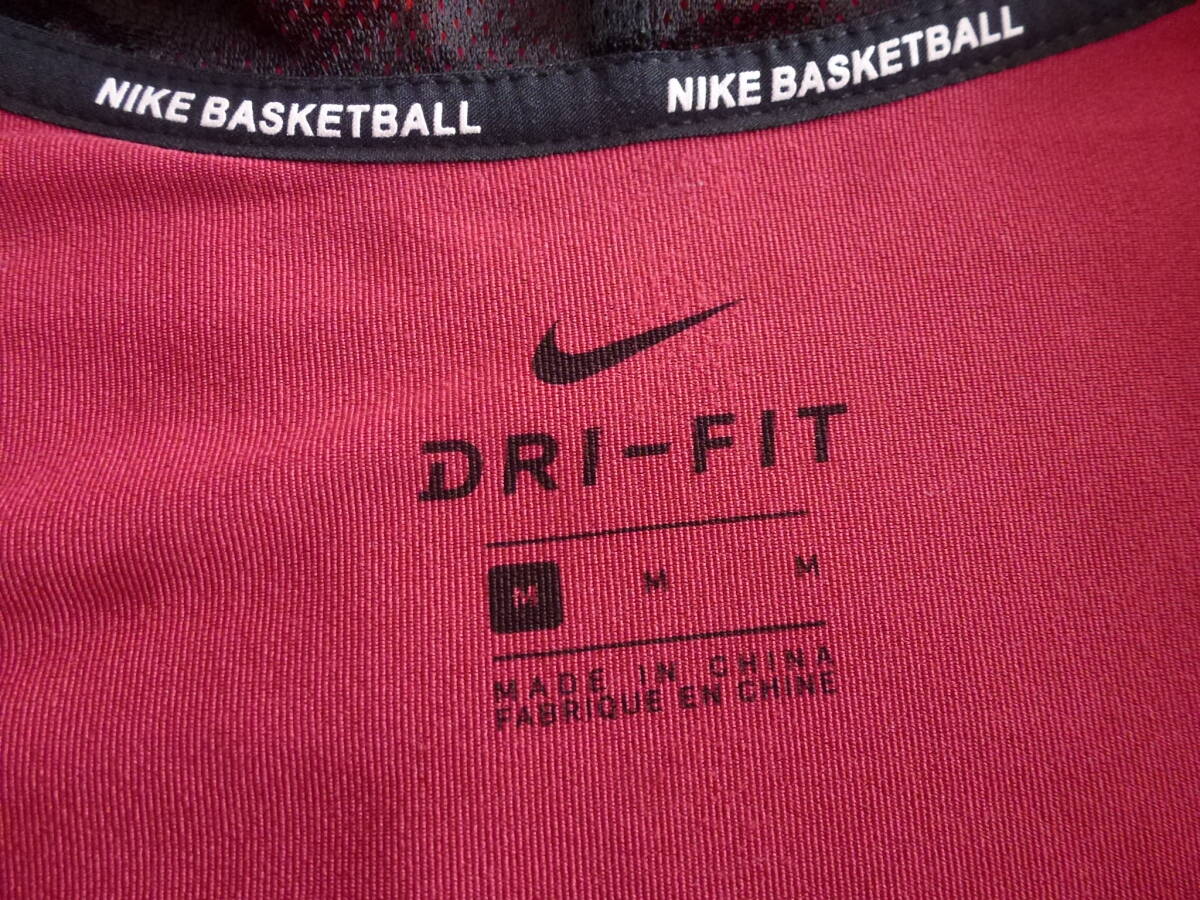 NIKE BASKETBALL NIKE BASKETBALL
DRI-FIT
M M M
MADE IN CHINA
FABRIQUE EN CHINE